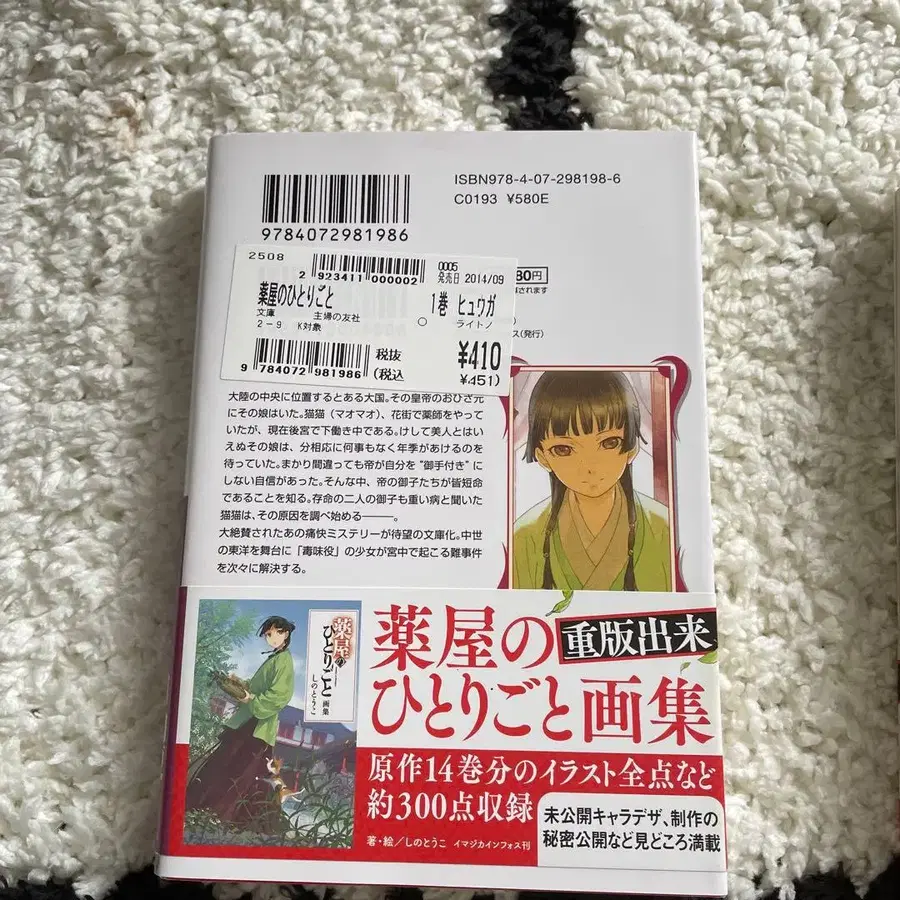 ISBN978-4-07-298198-6
C0193 ¥580E
9784072981986
2508
2 923411 000002
0005
発売日 2014/09
薬屋のひとりごと
1巻 ヒュウガ
文庫 主婦の友社
ライトノ
2-9 K対象
9 784072 981986
税抜 ¥410
(税込 ¥451)
80円
されます
)
ス(発行)
大陸の中央に位置するとある大国。その皇帝のおひざ元
にその娘はいた。猫猫(マオマオ)、花街で薬師をやって
いたが、現在後宮で下働き中である。けして美人とはい
えぬその娘は、分相応に何事もなく年季があけるのを
待っていた。まかり間違っても帝が自分を"御手付き"に
しない自信があった。そんな中、帝の御子たちが皆短命
であることを知る。存命の二人の御子も重い病と聞いた
猫猫は、その原因を調べ始める―――。
大絶賛されたあの痛快ミステリーが待望の文庫化。中世
の東洋を舞台に「毒味役」の少女が宮中で起こる難事件
を次々に解決する。
薬屋の
ひとりごと
画集
しのとうこ
薬屋の
重版出来
ひとりごと画集
原作14巻分のイラスト全点など
約300点収録
未公開キャラデザ、制作の
秘密公開など見どころ満載
著・絵/しのとうこ イマジカインフォス刊